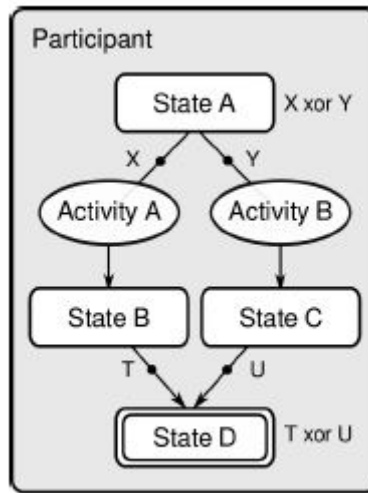 Participant
State A
X xor Y
X
Y
Activity A
Activity B
State B
State C
T
U
State D
T xor U